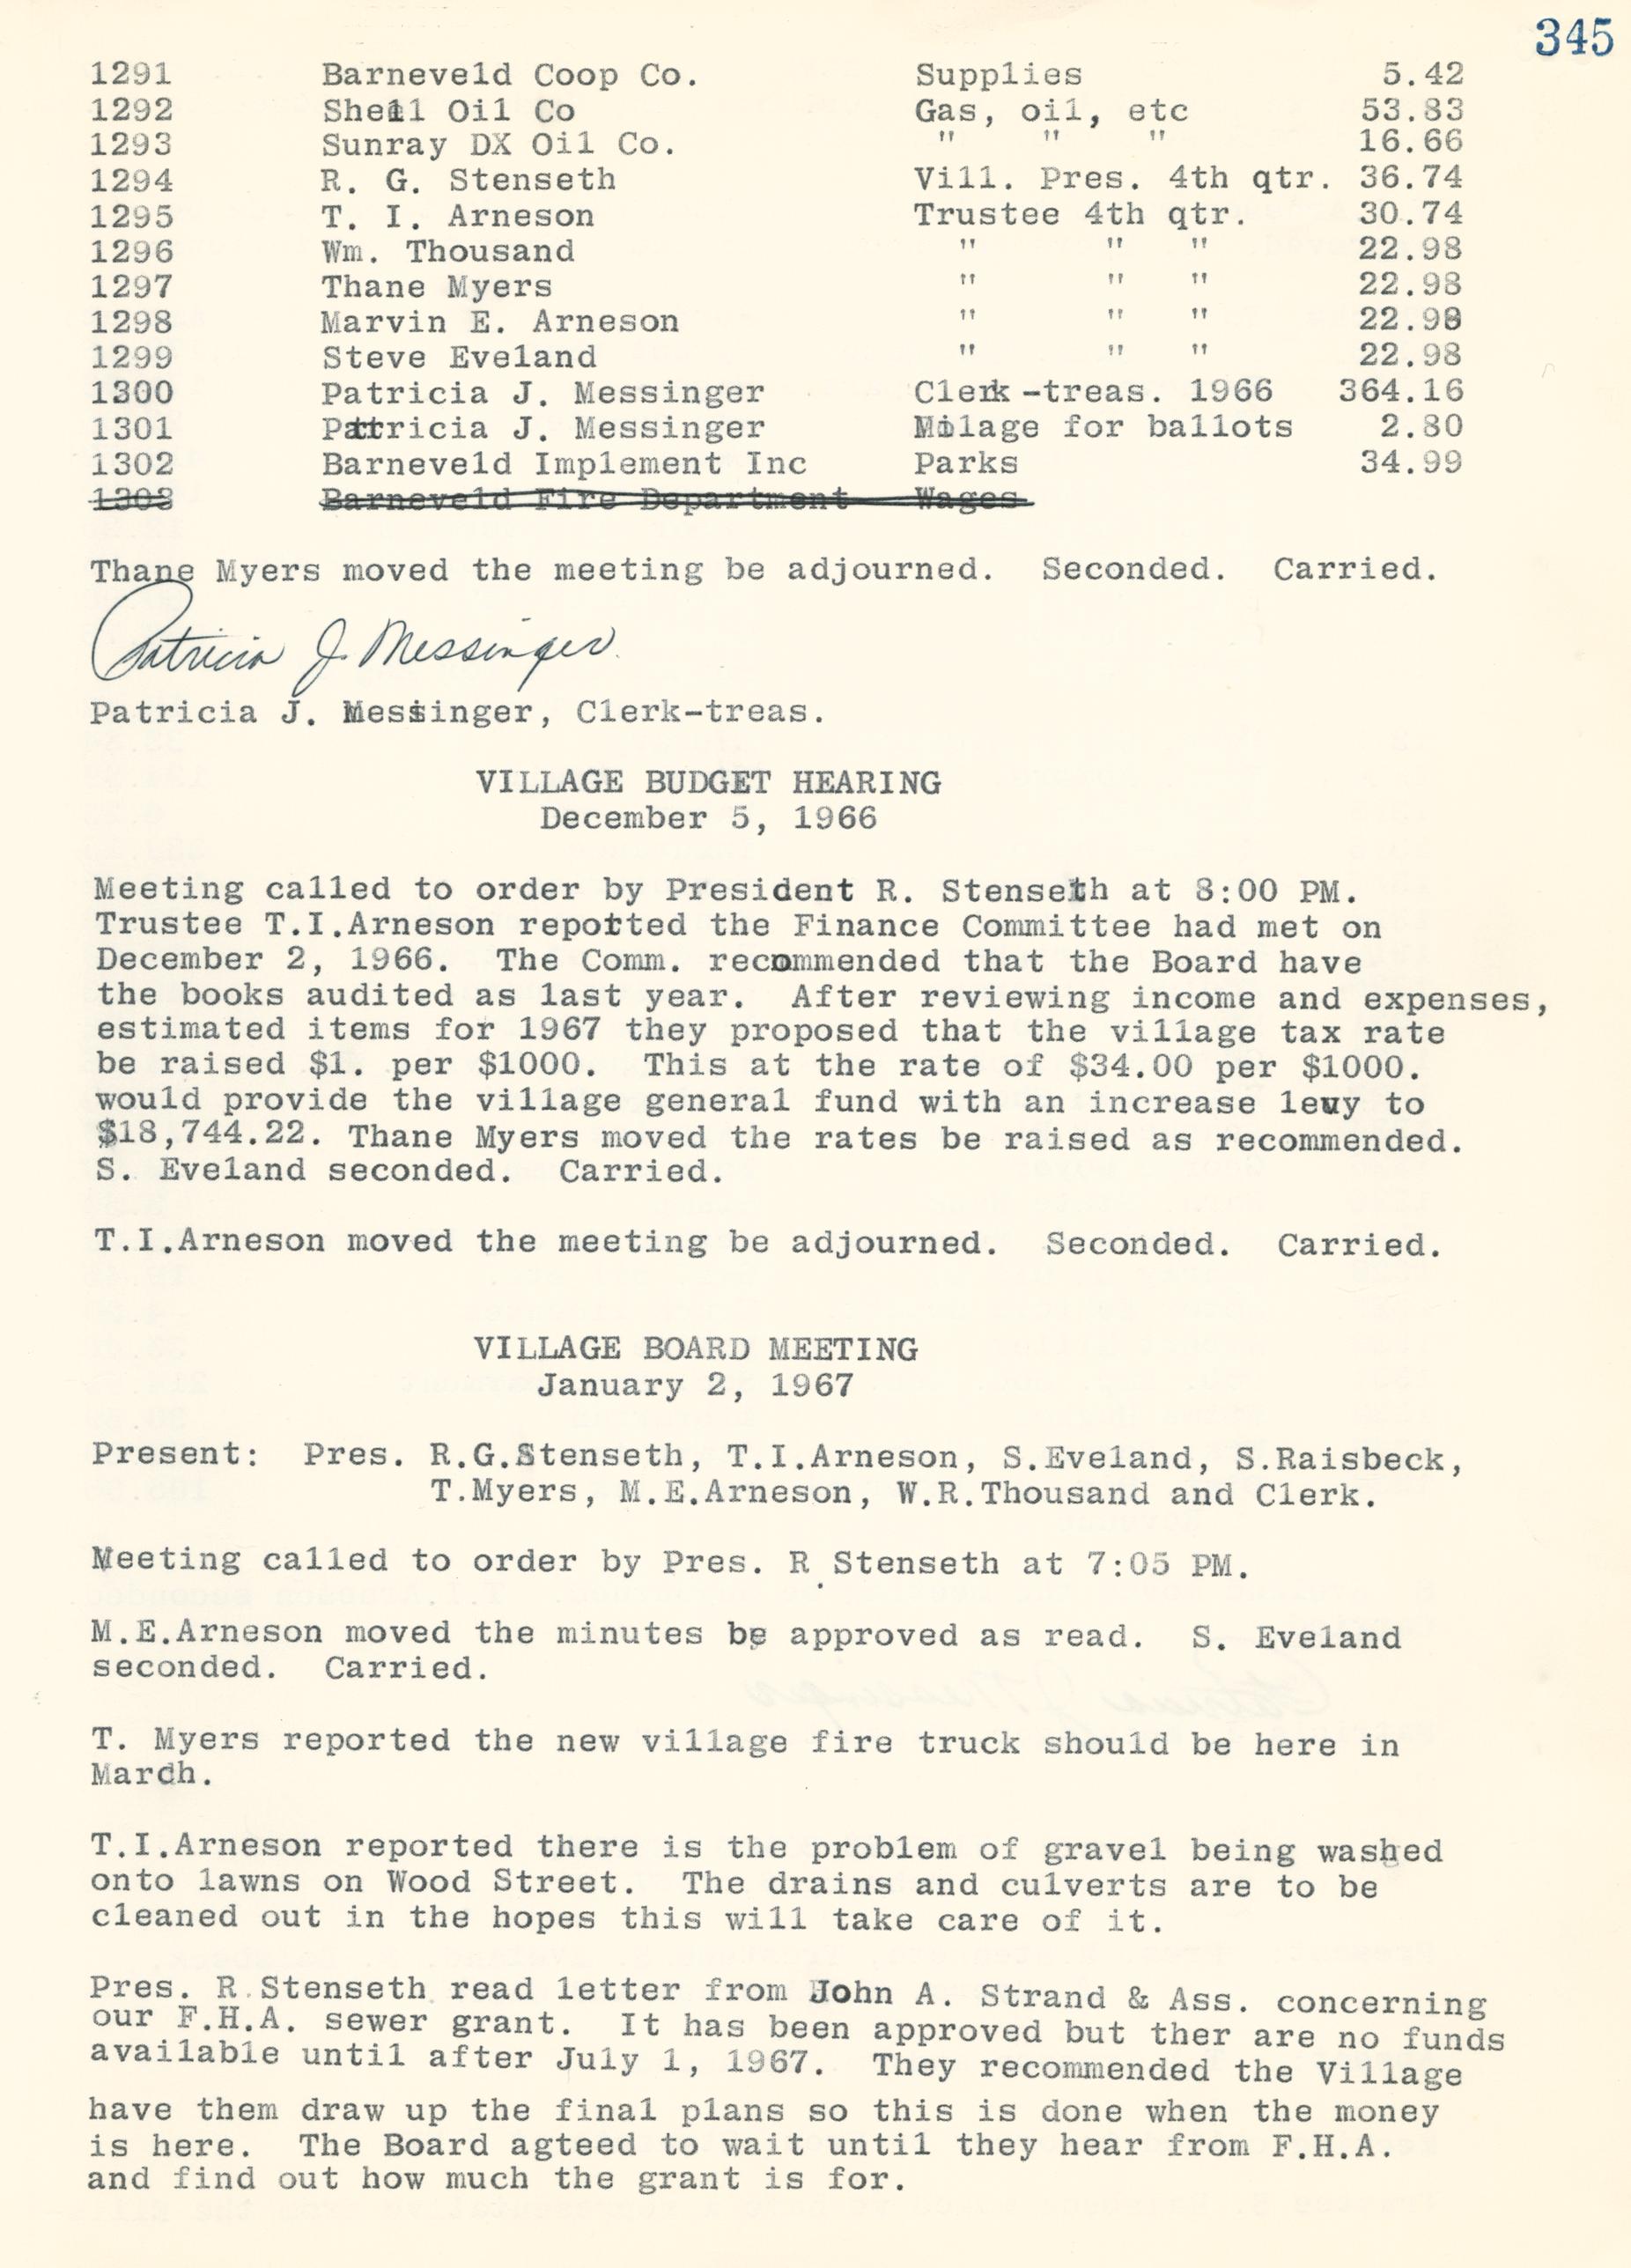 345
1291 Barneveld Coop Co. Supplies 5.42
1292 Shell Oil Co Gas, oil, etc 53.83
1293 Sunray DX Oil Co. " " " 16.66
1294 R. G. Stenseth Vill. Pres. 4th qtr. 36.74
1295 T. I. Arneson Trustee 4th qtr. 30.74
1296 Wm. Thousand " " " 22.98
1297 Thane Myers " " " 22.98
1298 Marvin E. Arneson " " " 22.98
1299 Steve Eveland " " " 22.98
1300 Patricia J. Messinger Clerk-treas. 1966 364.16
1301 Patricia J. Messinger Milage for ballots 2.80
1302 Barneveld Implement Inc Parks 34.99
1303 Barneveld Fire Department Wages
Thane Myers moved the meeting be adjourned. Seconded. Carried.
Patricia J. Messinger
Patricia J. Messinger, Clerk-treas.
VILLAGE BUDGET HEARING
December 5, 1966
Meeting called to order by President R. Stenseth at 8:00 PM.
Trustee T.I.Arneson reported the Finance Committee had met on
December 2, 1966. The Comm. recommended that the Board have
the books audited as last year. After reviewing income and expenses,
estimated items for 1967 they proposed that the village tax rate
be raised $1. per $1000. This at the rate of $34.00 per $1000.
would provide the village general fund with an increase levy to
$18,744.22. Thane Myers moved the rates be raised as recommended.
S. Eveland seconded. Carried.
T.I.Arneson moved the meeting be adjourned. Seconded. Carried.
VILLAGE BOARD MEETING
January 2, 1967
Present: Pres. R.G.Stenseth, T.I.Arneson, S.Eveland, S.Raisbeck,
T.Myers, M.E.Arneson, W.R.Thousand and Clerk.
Meeting called to order by Pres. R. Stenseth at 7:05 PM.
M.E.Arneson moved the minutes be approved as read. S. Eveland
seconded. Carried.
T. Myers reported the new village fire truck should be here in
March.
T.I.Arneson reported there is the problem of gravel being washed
onto lawns on Wood Street. The drains and culverts are to be
cleaned out in the hopes this will take care of it.
Pres. R.Stenseth read letter from John A. Strand & Ass. concerning
our F.H.A. sewer grant. It has been approved but ther are no funds
available until after July 1, 1967. They recommended the Village
have them draw up the final plans so this is done when the money
is here. The Board agteed to wait until they hear from F.H.A.
and find out how much the grant is for.